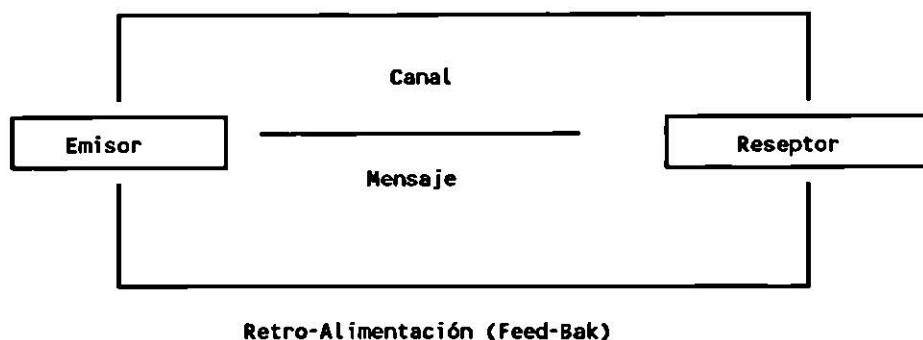 Canal
Emisor
Reseptor
Mensaje
Retro-Alimentación (Feed-Bak)